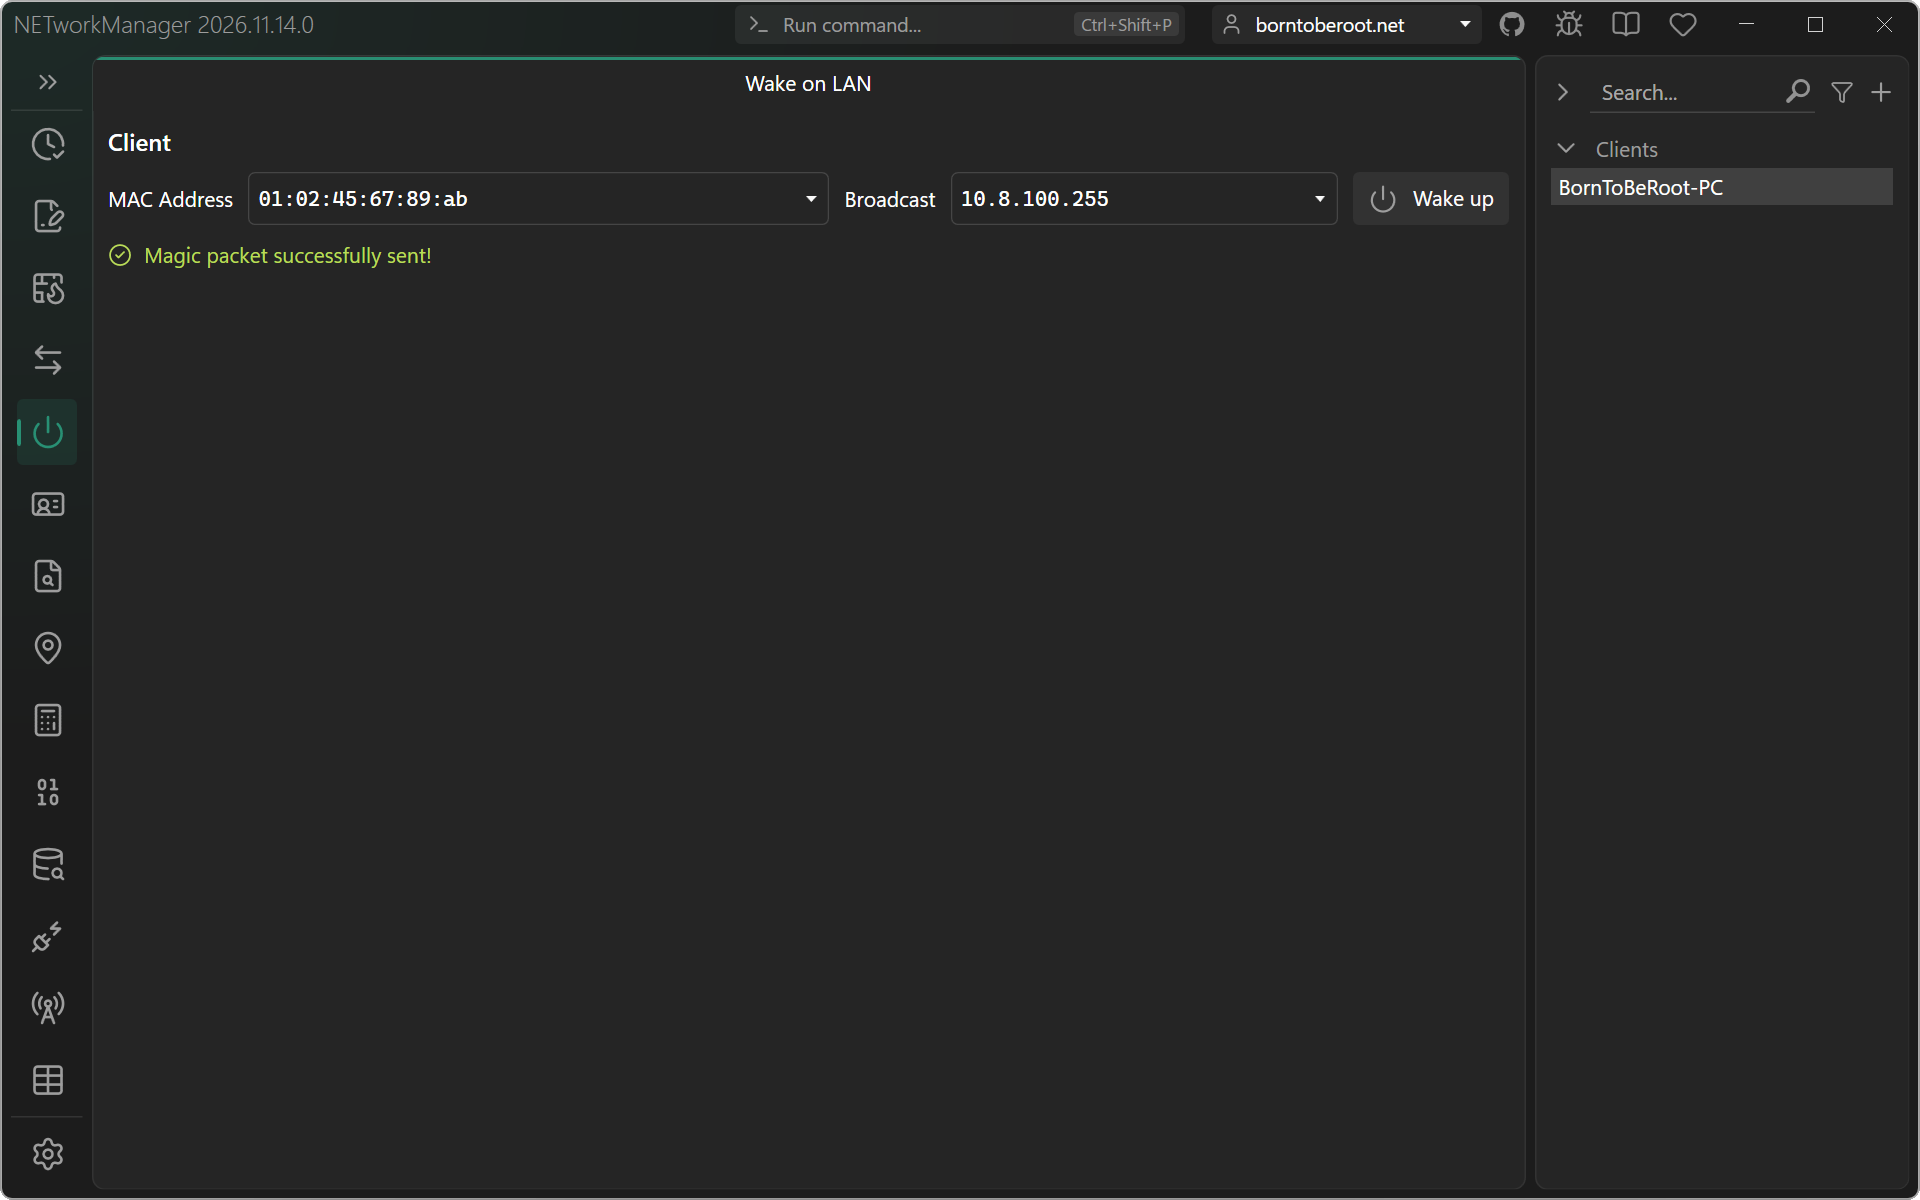 NETworkManager 2026.11.14.0
Run command...
Ctrl+Shift+P
borntoberoot.net
Wake on LAN
Client
MAC Address
01:02:45:67:89:ab
Broadcast
10.8.100.255
Wake up
Magic packet successfully sent!
Search...
Clients
BornToBeRoot-PC
01
10